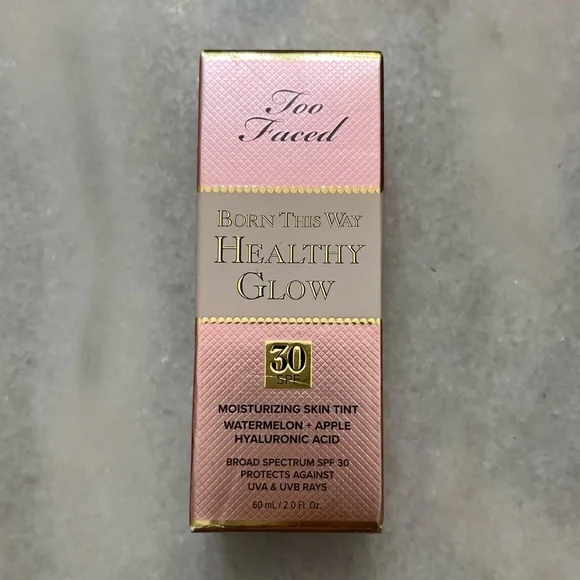 Too
Faced
BORN THIS WAY
HEALTHY
GLOW
30
SPF
MOISTURIZING SKIN TINT
WATERMELON + APPLE
HYALURONIC ACID
BROAD SPECTRUM SPF 30
PROTECTS AGAINST
UVA & UVB RAYS
60 mL / 2.0 Fl. Oz.